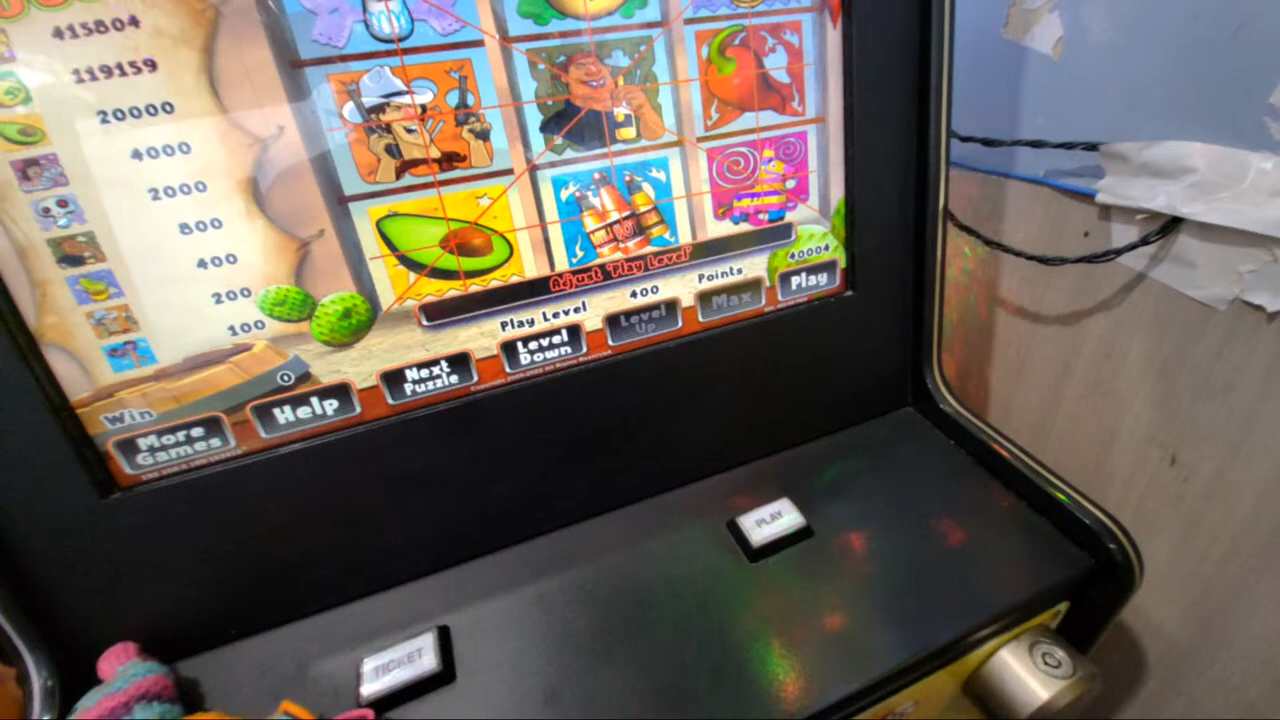 415804
119159
20000
4000
2000
800
400
200
100
Adjust 'Play Level'
Play Level
400
Points
40004
Level
Down
Level
Up
Max
Play
Next
Puzzle
Win
Help
More
Games
PLAY
TICKET